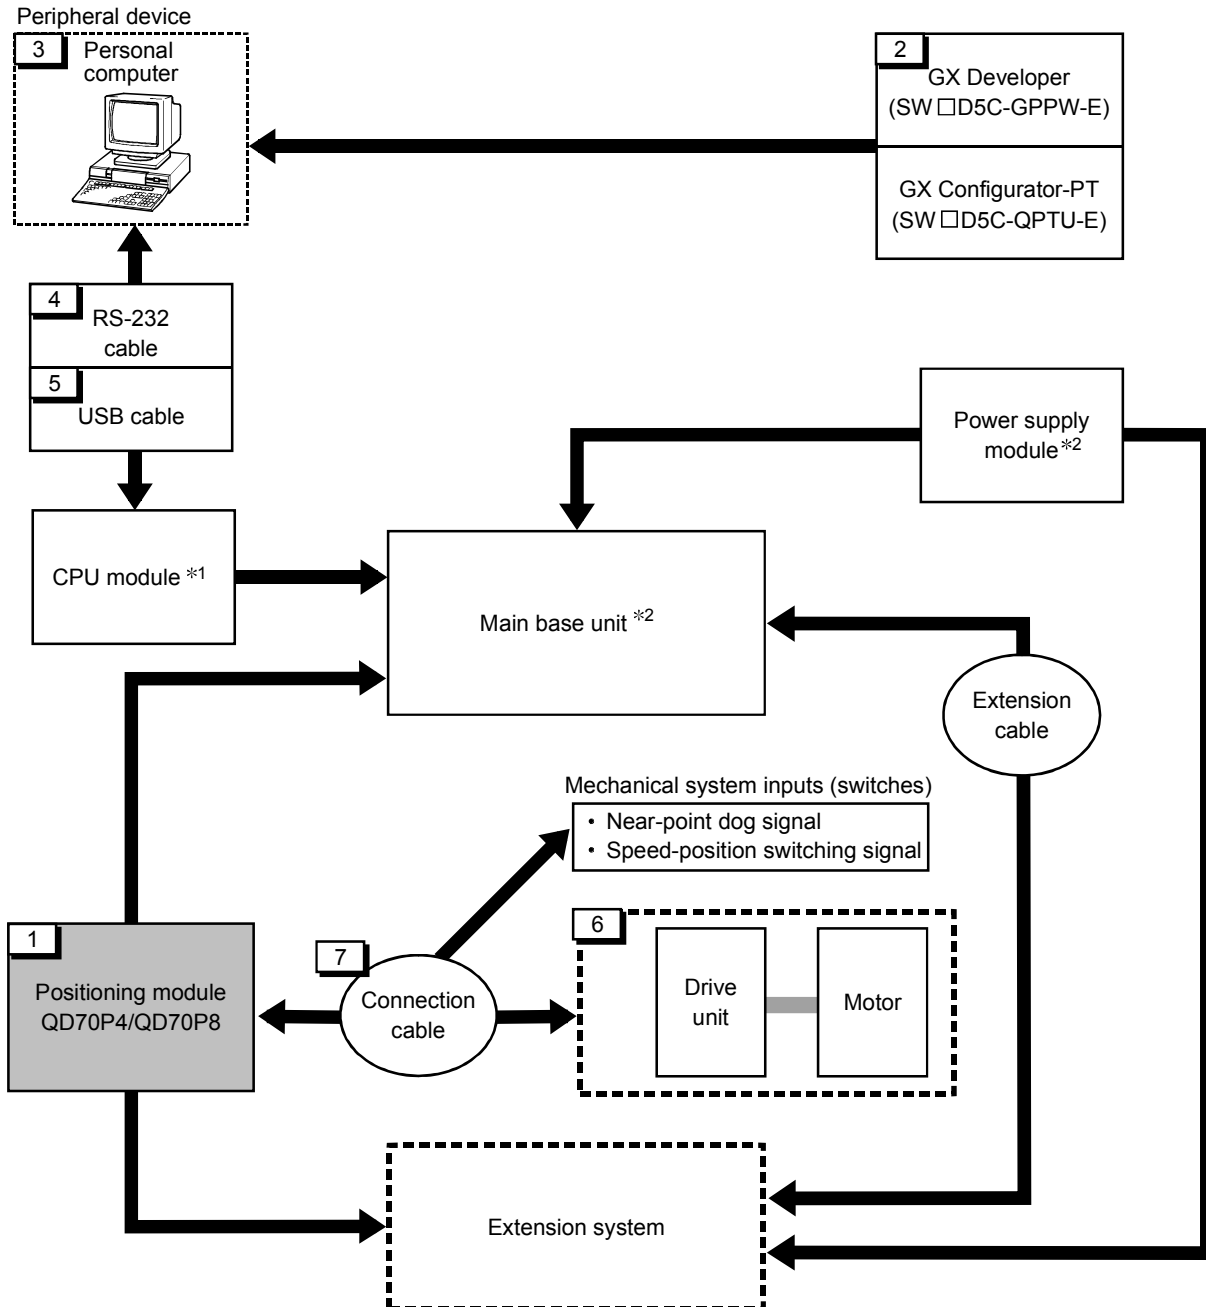 Peripheral device
3
Personal
computer
2
GX Developer
(SW □D5C-GPPW-E)
GX Configurator-PT
(SW □D5C-QPTU-E)
4
RS-232
cable
5
USB cable
Power supply
module*2
CPU module *1
Main base unit *2
Extension
cable
Mechanical system inputs (switches)
・ Near-point dog signal
・ Speed-position switching signal
1
Positioning module
QD70P4/QD70P8
7
Connection
cable
6
Drive
unit
Motor
Extension system